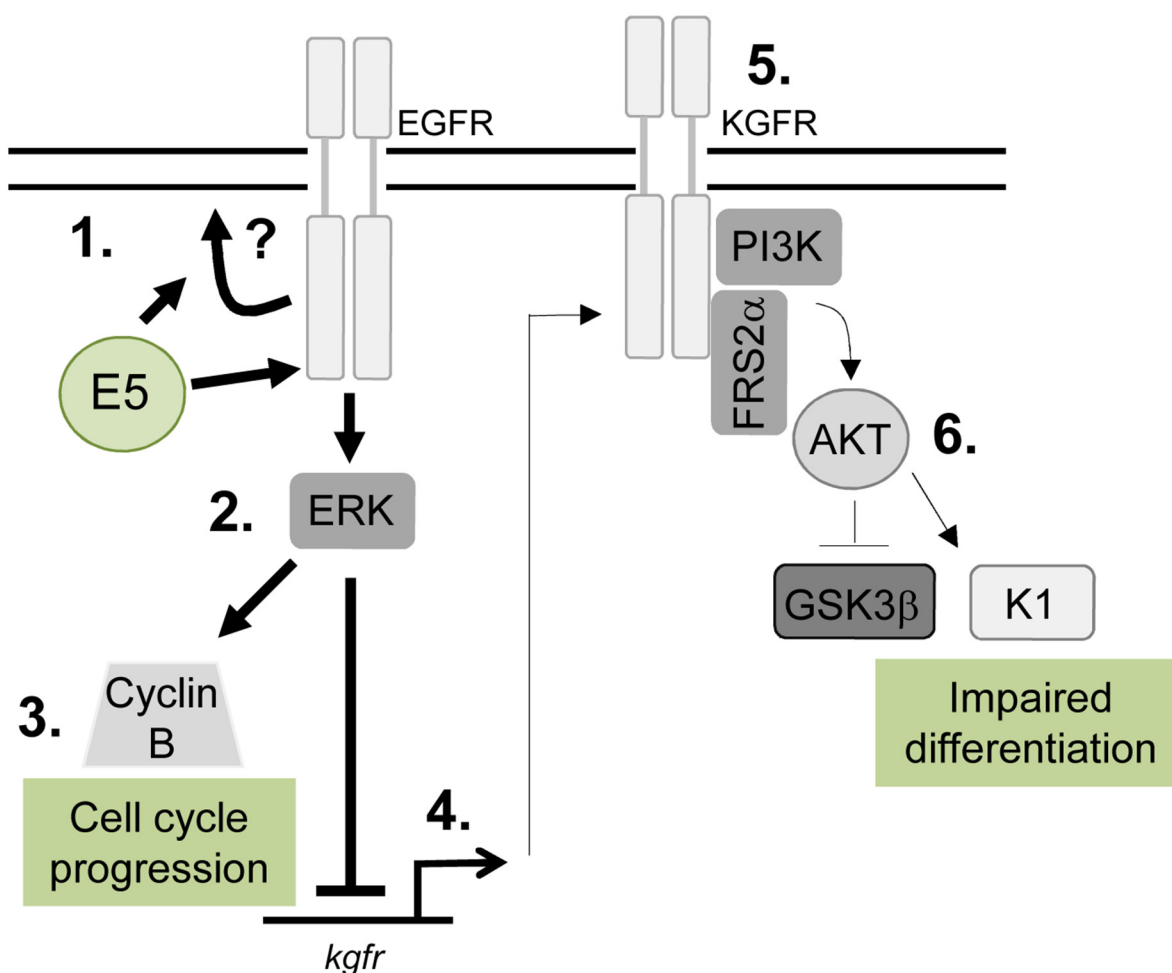 5.
EGFR
KGFR
1.
?
PI3K
E5
FRS2α
AKT
6.
2.
ERK
GSK3β
K1
3.
Cyclin
B
Impaired
differentiation
4.
Cell cycle
progression
kgfr